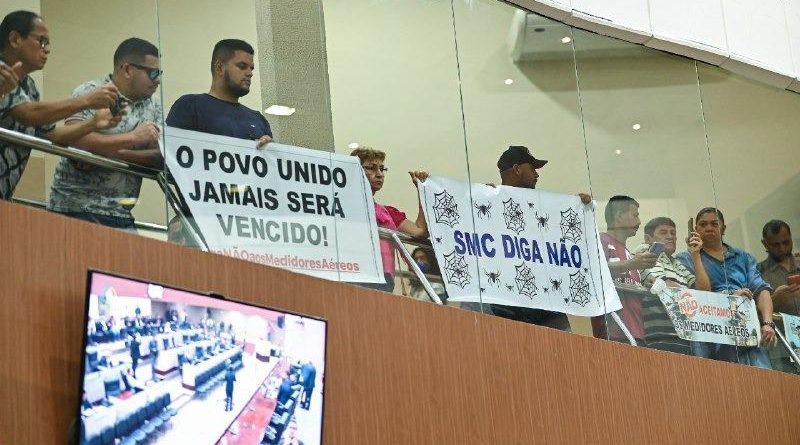 O POVO UNIDO
JAMAIS SERÁ
VENCIDO!
NÃOaosMedidoresAéreos
SMC DIGA NÃO
NÃO ACEITAMOS
MEDIDORES AÉREOS